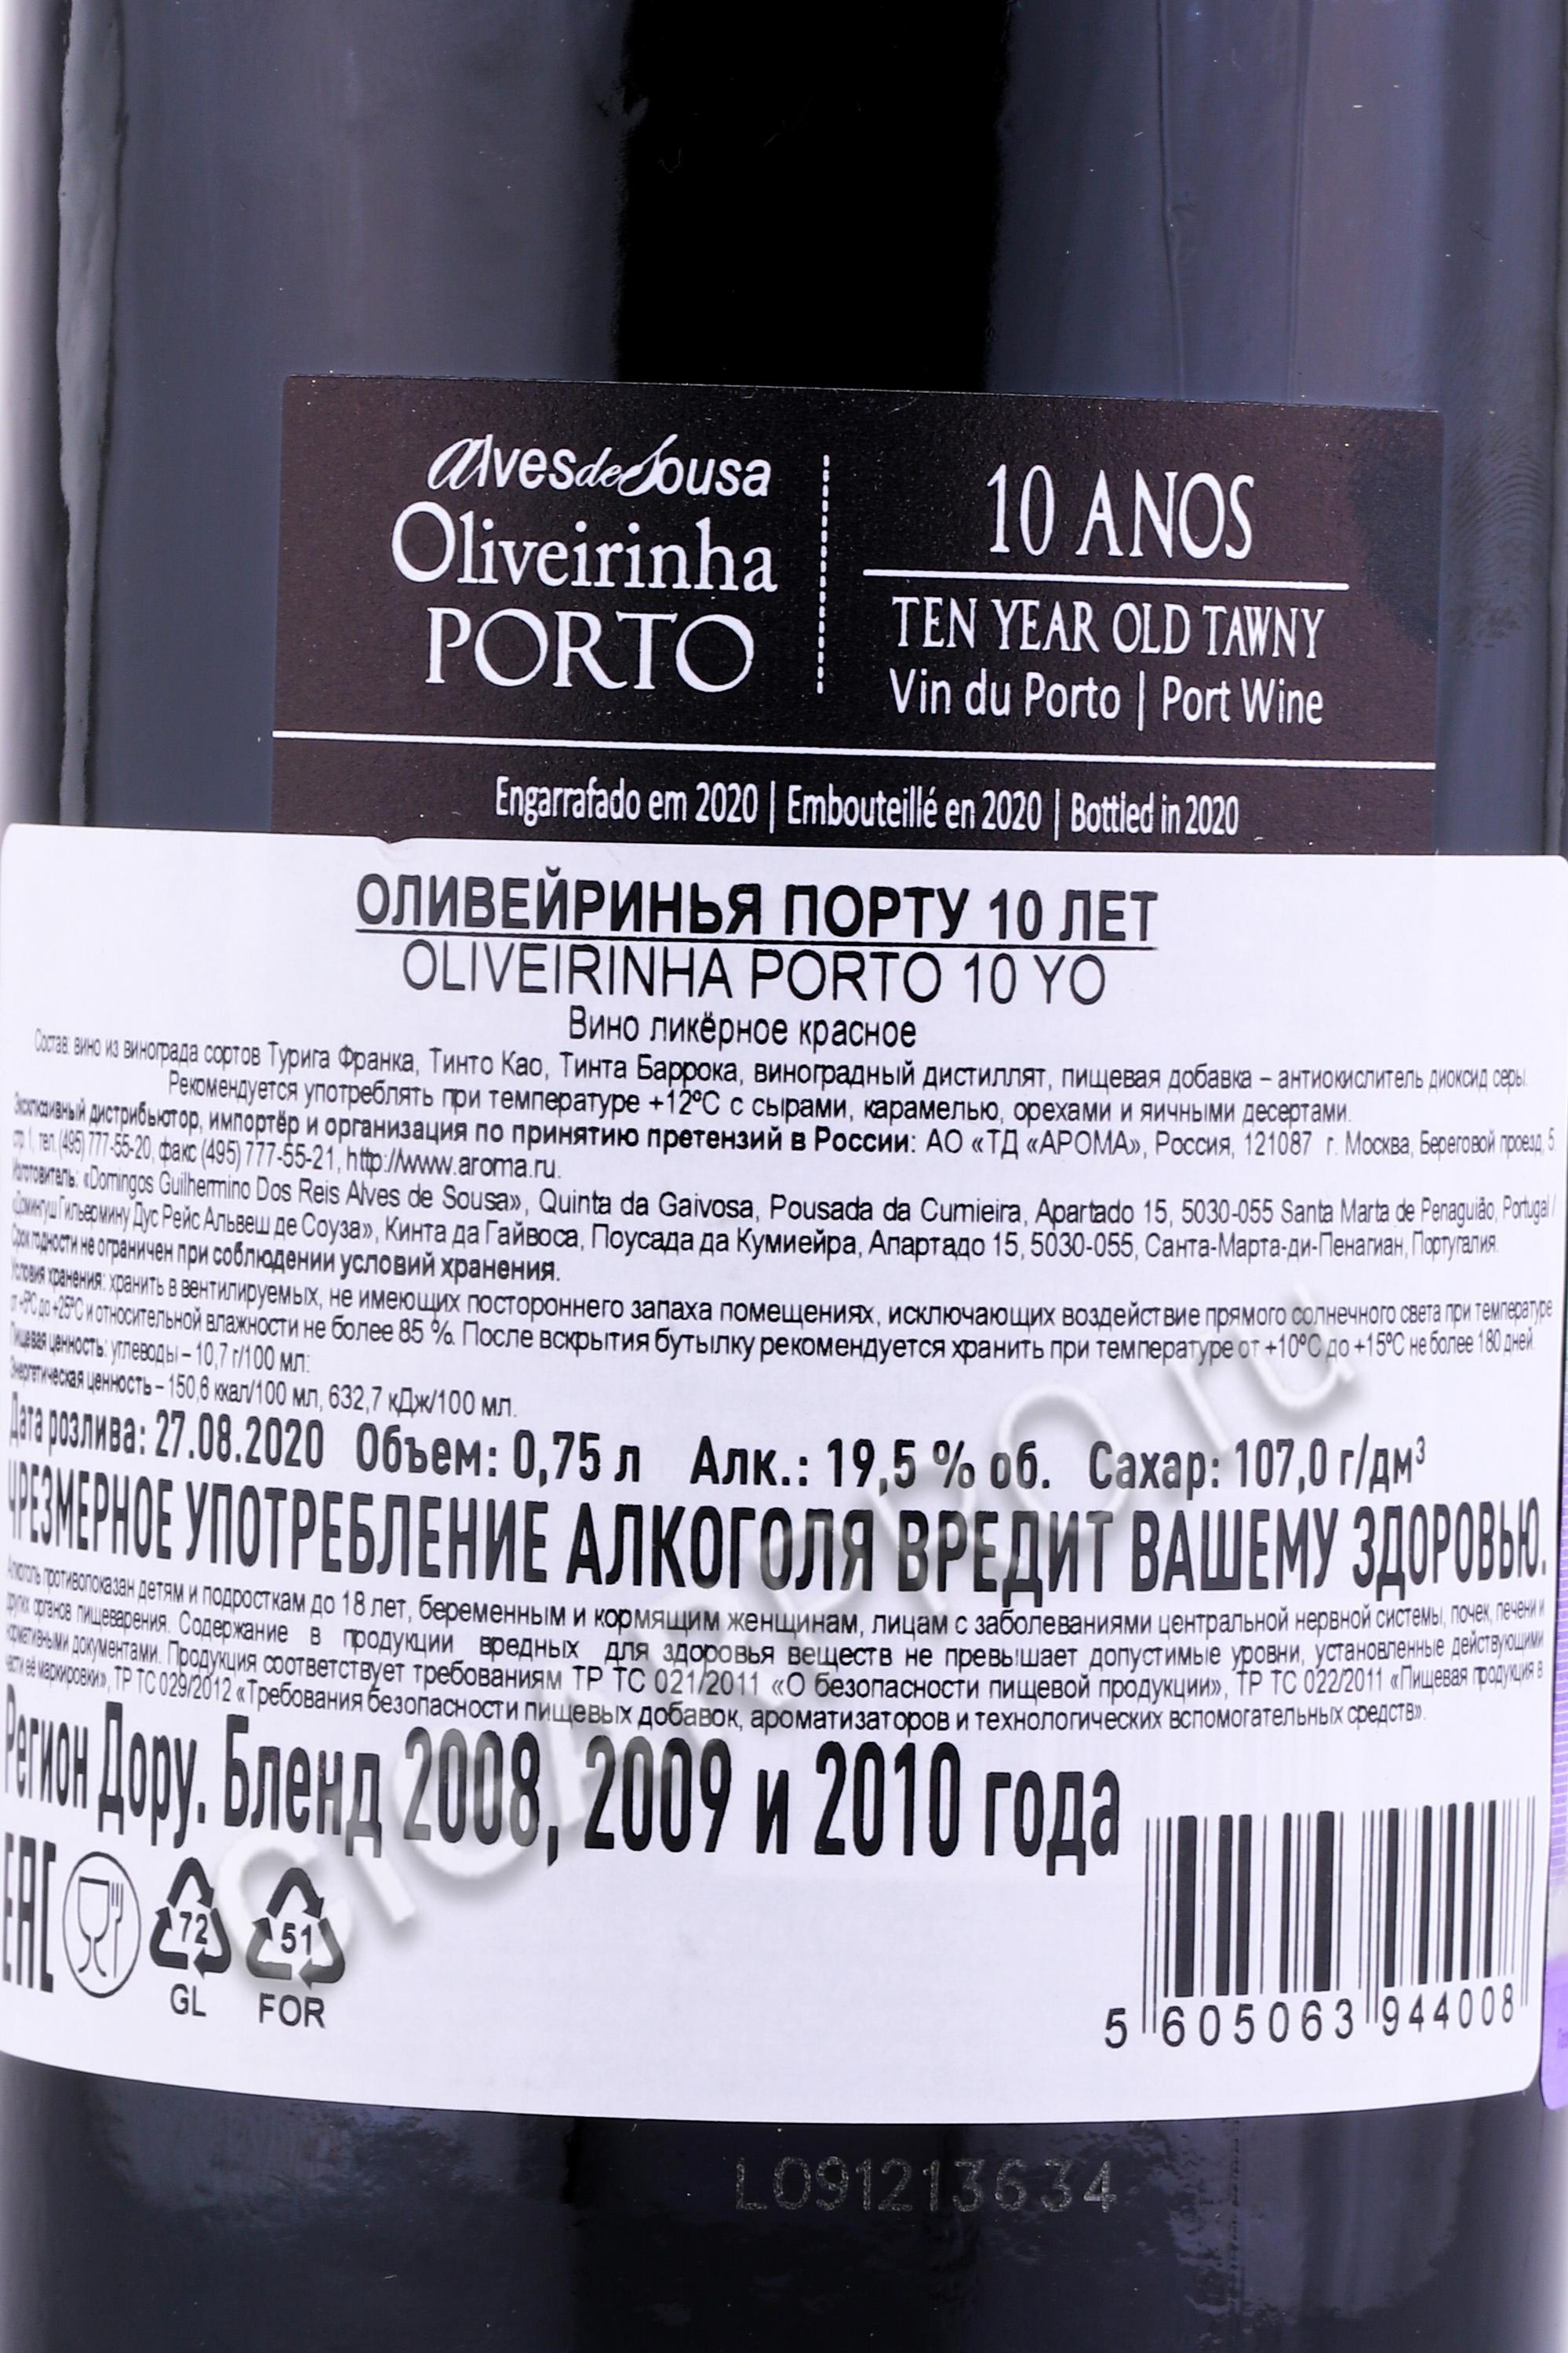 Alves de Sousa
Oliveirinha
PORTO
10 ANOS
TEN YEAR OLD TAWNY
Vin du Porto | Port Wine
Engarrafado em 2020 | Embouteillé en 2020 | Bottled in 2020
ОЛИВЕЙРИНЬЯ ПОРТУ 10 ЛЕТ
OLIVEIRINHA PORTO 10 YO
Вино ликёрное красное
Состав: вино из винограда сортов Турига Франка, Тинто Као, Тинта Баррока, виноградный дистиллят, пищевая добавка – антиокислитель диоксид серы.
Рекомендуется употреблять при температуре +12ºС с сырами, карамелью, орехами и яичными десертами.
Эксклюзивный дистрибьютор, импортёр и организация по принятию претензий в России: АО «ТД «АРОМА», Россия, 121087 г. Москва, Береговой проезд, 5
стр.1, тел.(495)777-55-20, факс (495)777-55-21, http://www.aroma.ru.
Изготовитель: «Domingos Guilhermino Dos Reis Alves de Sousa», Quinta da Gaivosa, Pousada da Cumieira, Apartado 15, 5030-055 Santa Marta de Penaguião, Portugal /
«Домингуш Гильермину Дус Рейс Альвеш де Соуза», Кинта да Гайвоса, Поусада да Кумиейра, Апартадо 15, 5030-055, Санта-Марта-ди-Пенагиан, Португалия.
Срок годности не ограничен при соблюдении условий хранения.
Условия хранения: хранить в вентилируемых, не имеющих постороннего запаха помещениях, исключающих воздействие прямого солнечного света при температуре
от +5ºС до +25ºС и относительной влажности не более 85 %. После вскрытия бутылку рекомендуется хранить при температуре от +10ºС до +15ºС не более 180 дней.
Пищевая ценность: углеводы – 10,7 г/100 мл.
Энергетическая ценность – 150,6 ккал/100 мл, 632,7 кДж/100 мл.
Дата розлива: 27.08.2020 Объем: 0,75 л Алк.: 19,5 % об. Сахар: 107,0 г/дм³
ЧРЕЗМЕРНОЕ УПОТРЕБЛЕНИЕ АЛКОГОЛЯ ВРЕДИТ ВАШЕМУ ЗДОРОВЬЮ.
Алкоголь противопоказан детям и подросткам до 18 лет, беременным и кормящим женщинам, лицам с заболеваниями центральной нервной системы, почек, печени и
других органов пищеварения. Содержание в продукции вредных для здоровья веществ не превышает допустимые уровни, установленные действующими
нормативными документами. Продукция соответствует требованиям ТР ТС 021/2011 «О безопасности пищевой продукции», ТР ТС 022/2011 «Пищевая продукция в
части её маркировки», ТР ТС 029/2012 «Требования безопасности пищевых добавок, ароматизаторов и технологических вспомогательных средств».
Регион Дору. Бленд 2008, 2009 и 2010 года
ЕАС
72
GL
51
FOR
5 605063 944008
L091213634